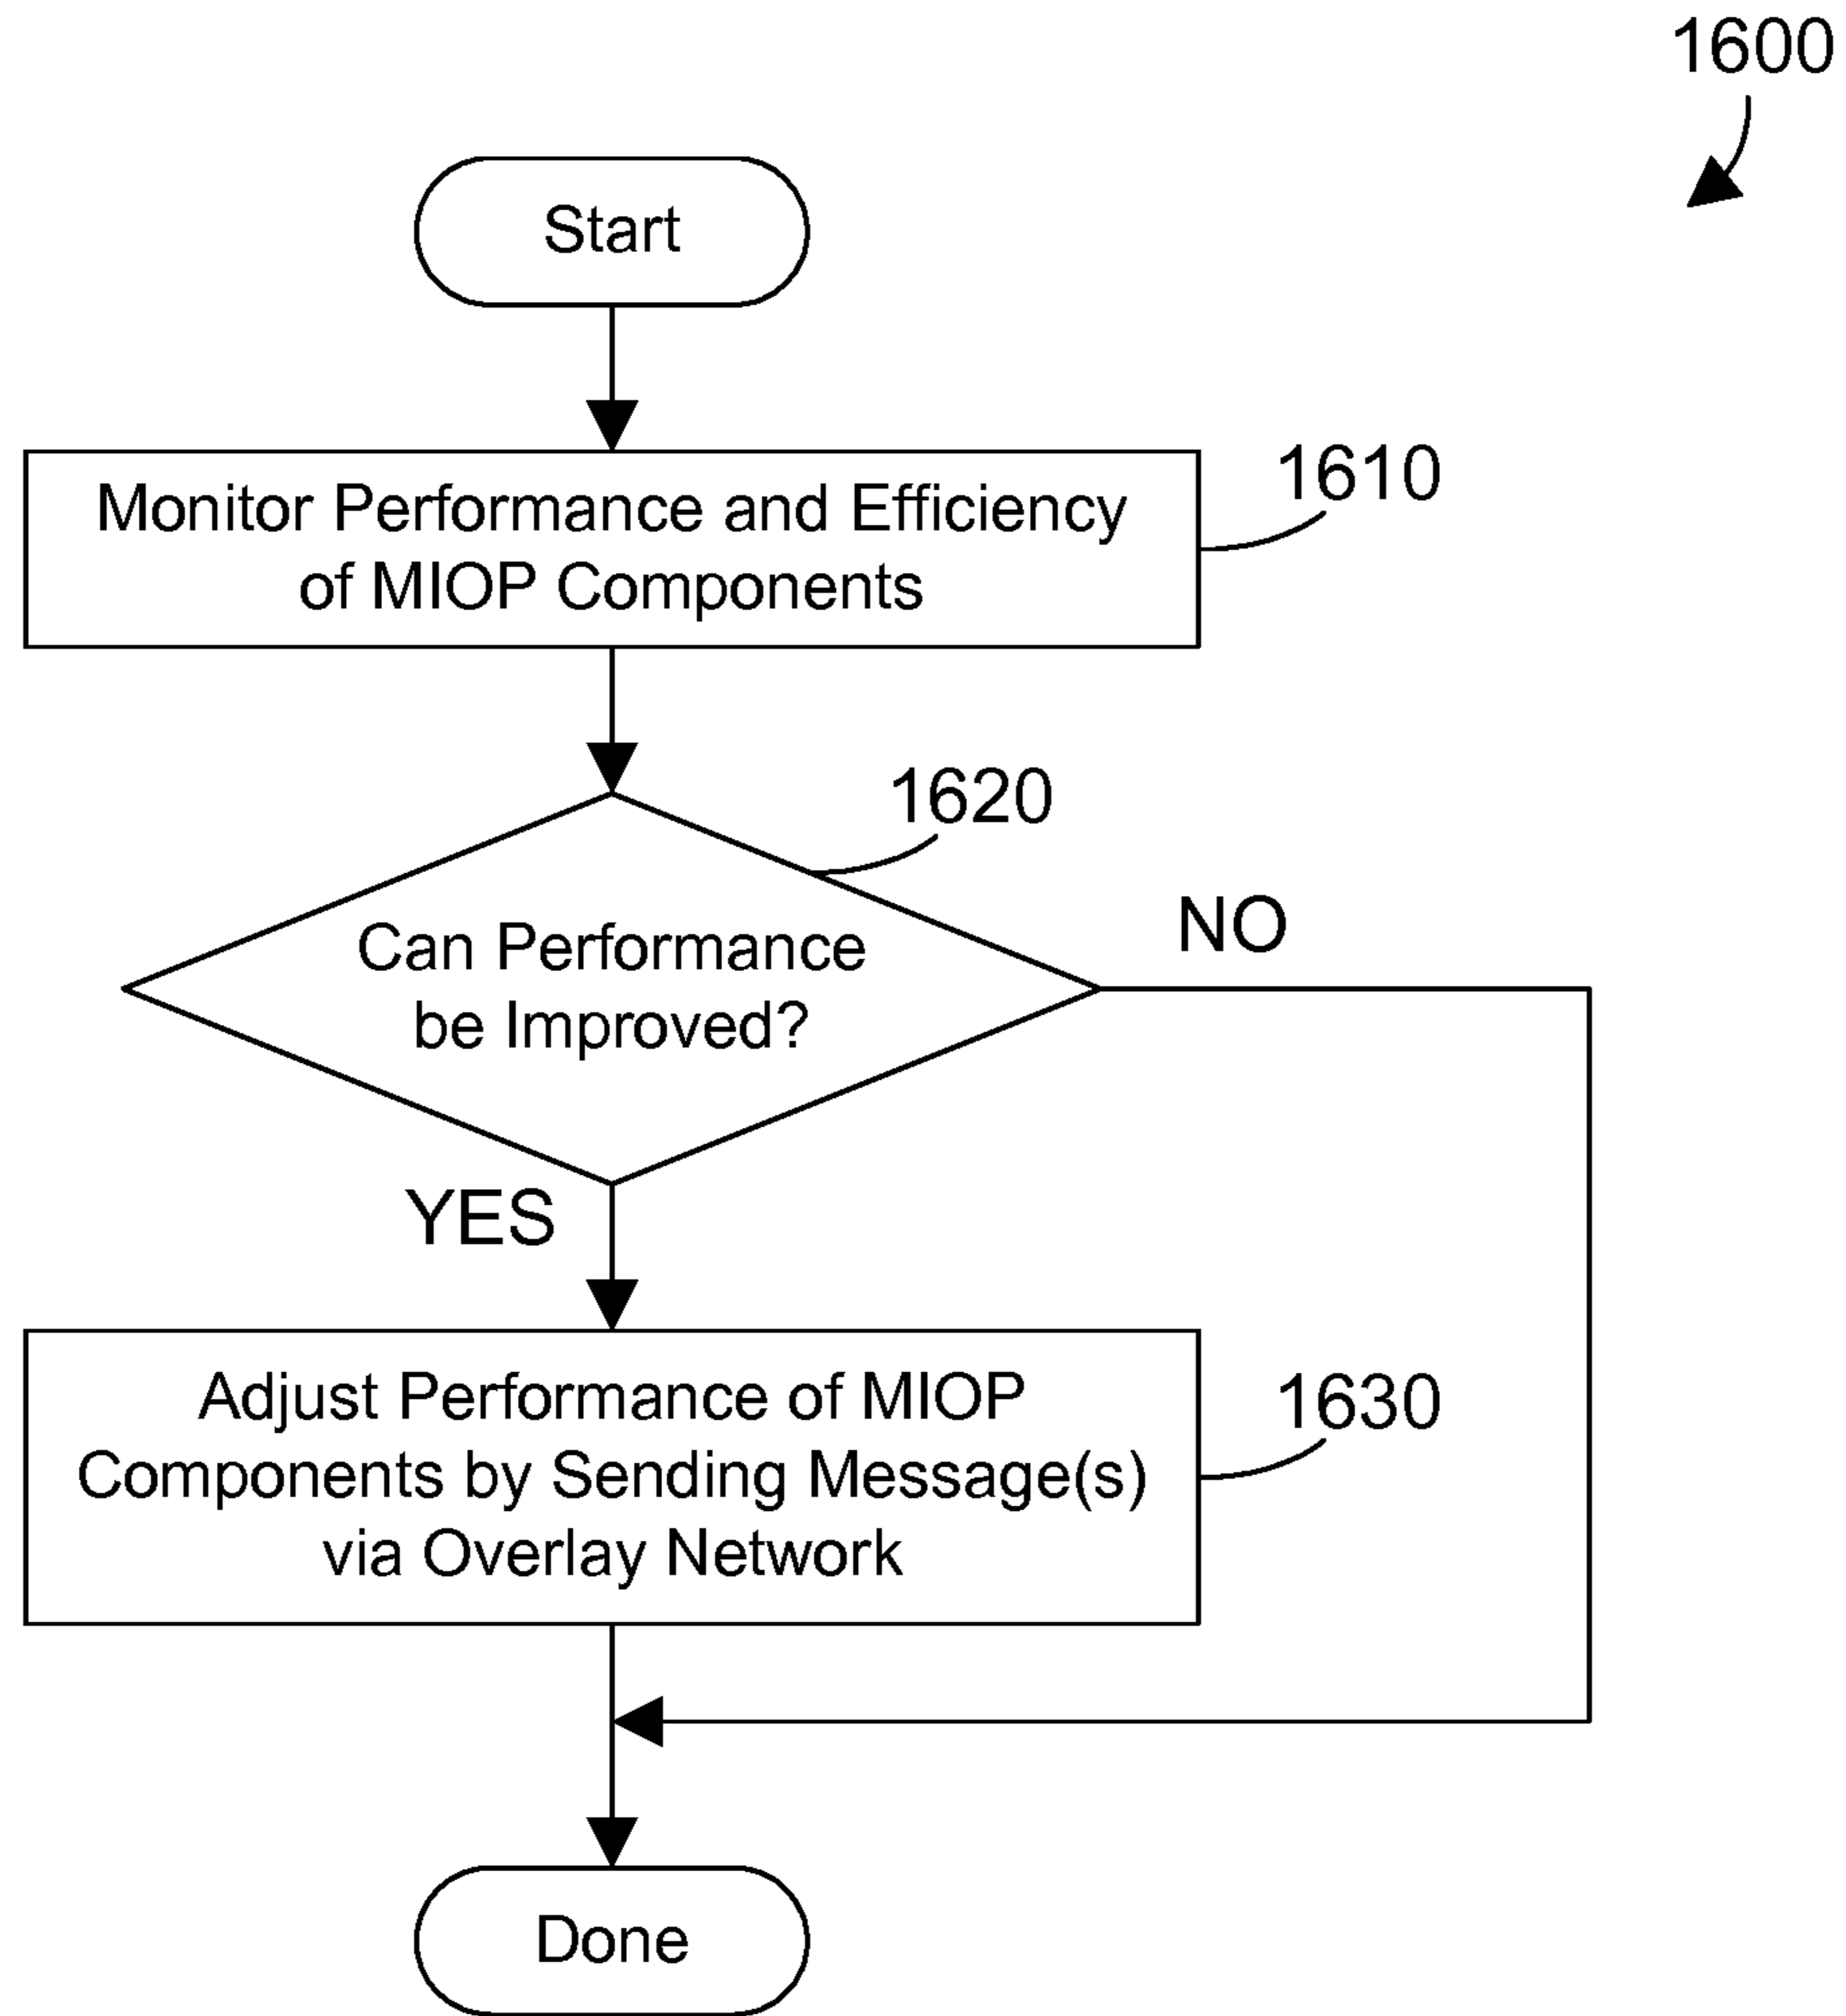 1600
Start
Monitor Performance and Efficiency
of MIOP Components
1610
1620
Can Performance
be Improved?
NO
YES
Adjust Performance of MIOP
Components by Sending Message(s)
via Overlay Network
1630
Done